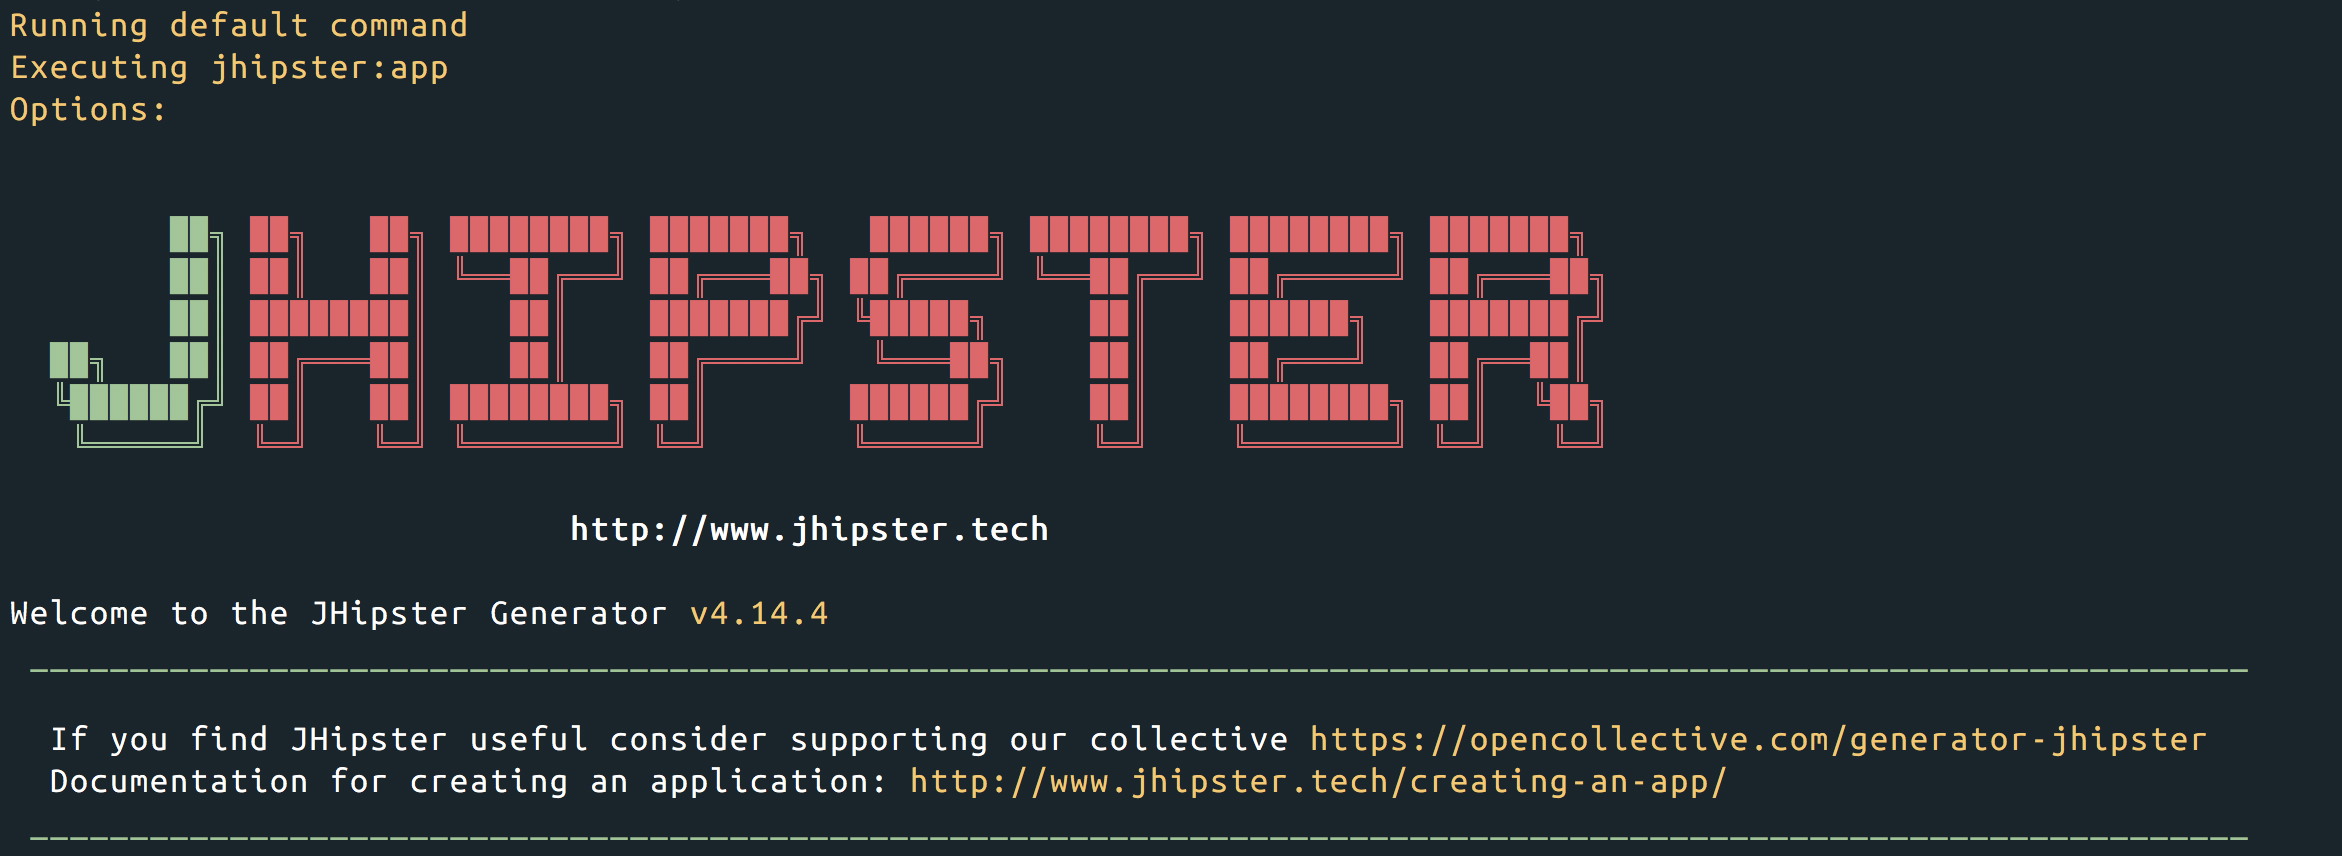 Running default command
Executing jhipster:app
Options:
JHIPSTER
http://www.jhipster.tech
Welcome to the JHipster Generator v4.14.4
If you find JHipster useful consider supporting our collective https://opencollective.com/generator-jhipster
Documentation for creating an application: http://www.jhipster.tech/creating-an-app/